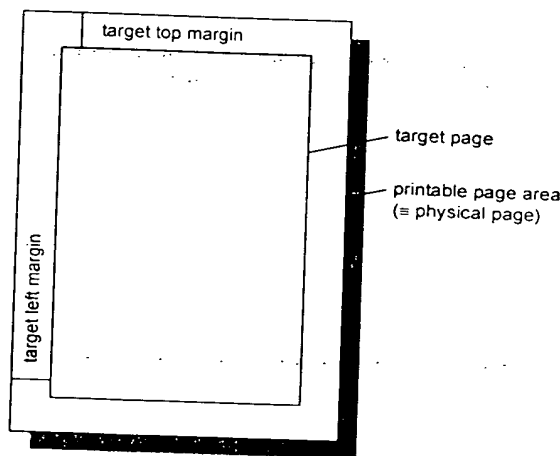 target top margin
target page
printable page area
(≡ physical page)
target left margin